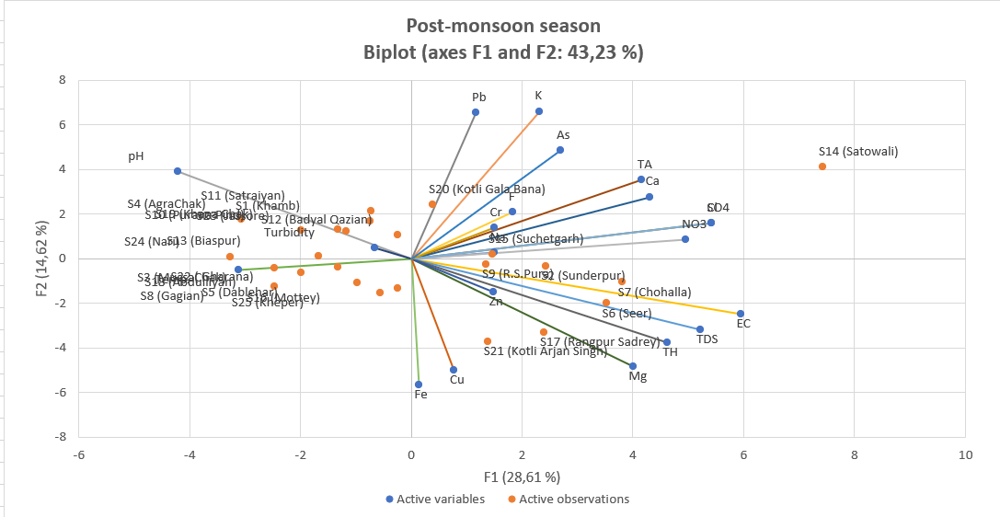 Post-monsoon season
Biplot (axes F1 and F2: 43,23 %)
8
6
4
2
0
-2
-4
-6
-8
F2 (14,62 %)
Pb
K
As
pH
TA
Ca
S14 (Satowali)
S20 (Kotli Gala Bana)
F
S11 (Satraiyan)
S4 (AgraChak)
S1 (Khamb)
S12 (Badyal Qazian)
Turbidity
Cr
SO4
NO3
S24 (Nai)
S13 (Biaspur)
S15 (Suchetgarh)
S9 (R.S.Pura)
S2 (Sunderpur)
S7 (Chohalla)
S8 (Gagian)
S5 (Dablehar)
S16 (Mottey)
S25 (Kheper)
Zn
S6 (Seer)
EC
TDS
S17 (Rangpur Sadrey)
S21 (Kotli Arjan Singh)
TH
Mg
Cu
Fe
-6 -4 -2 0 2 4 6 8 10
F1 (28,61 %)
Active variables Active observations